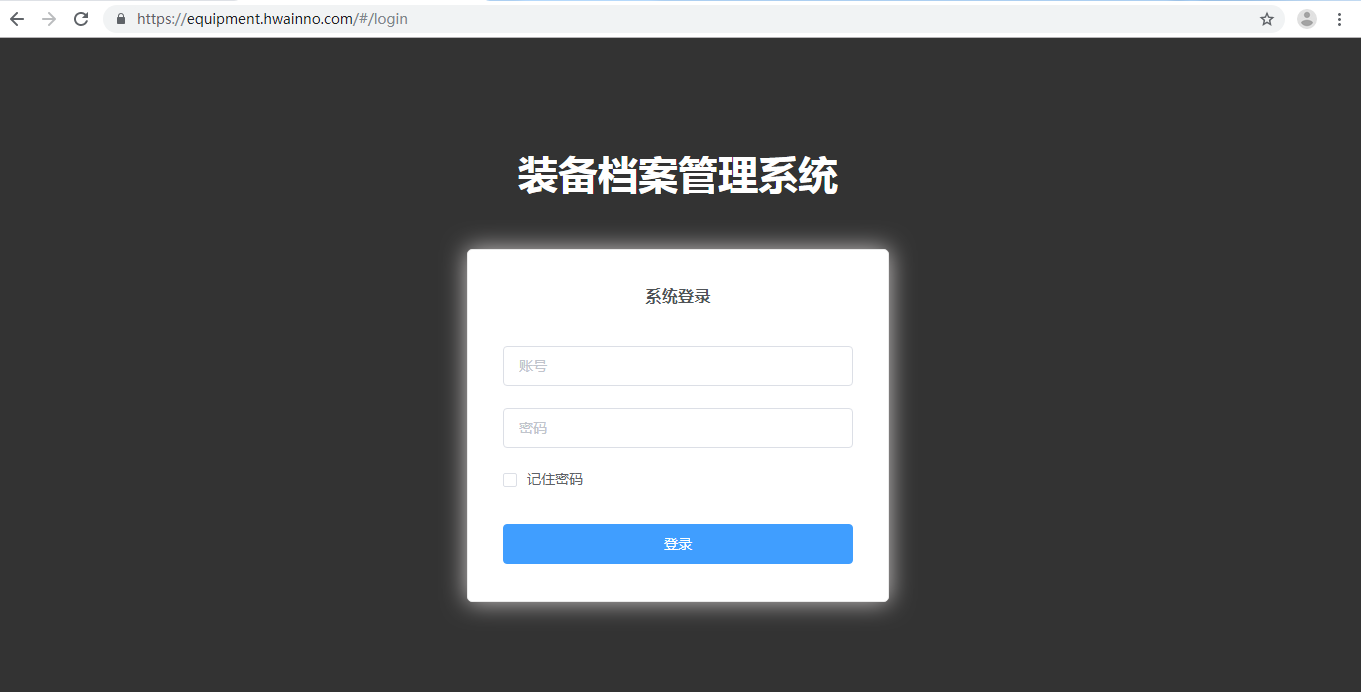 https://equipment.hwainno.com/#/login
装备档案管理系统
系统登录
账号
密码
记住密码
登录